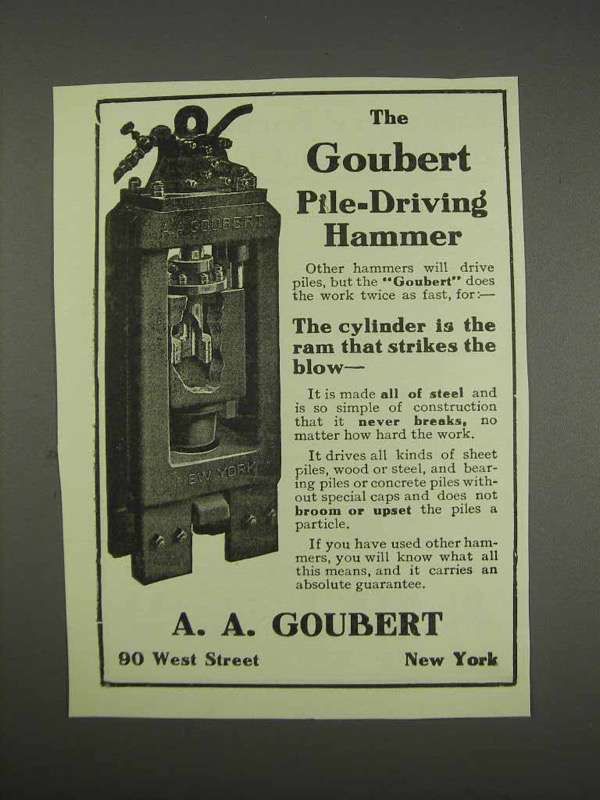 The
Goubert
Pile-Driving
Hammer
Other hammers will drive
piles, but the "Goubert" does
the work twice as fast, for:—
The cylinder is the
ram that strikes the
blow—
It is made all of steel and
is so simple of construction
that it never breaks, no
matter how hard the work.
It drives all kinds of sheet
piles, wood or steel, and bear-
ing piles or concrete piles with-
out special caps and does not
broom or upset the piles a
particle.
If you have used other ham-
mers, you will know what all
this means, and it carries an
absolute guarantee.
A. A. GOUBERT
NEW YORK
A. A. GOUBERT
90 West Street
New York